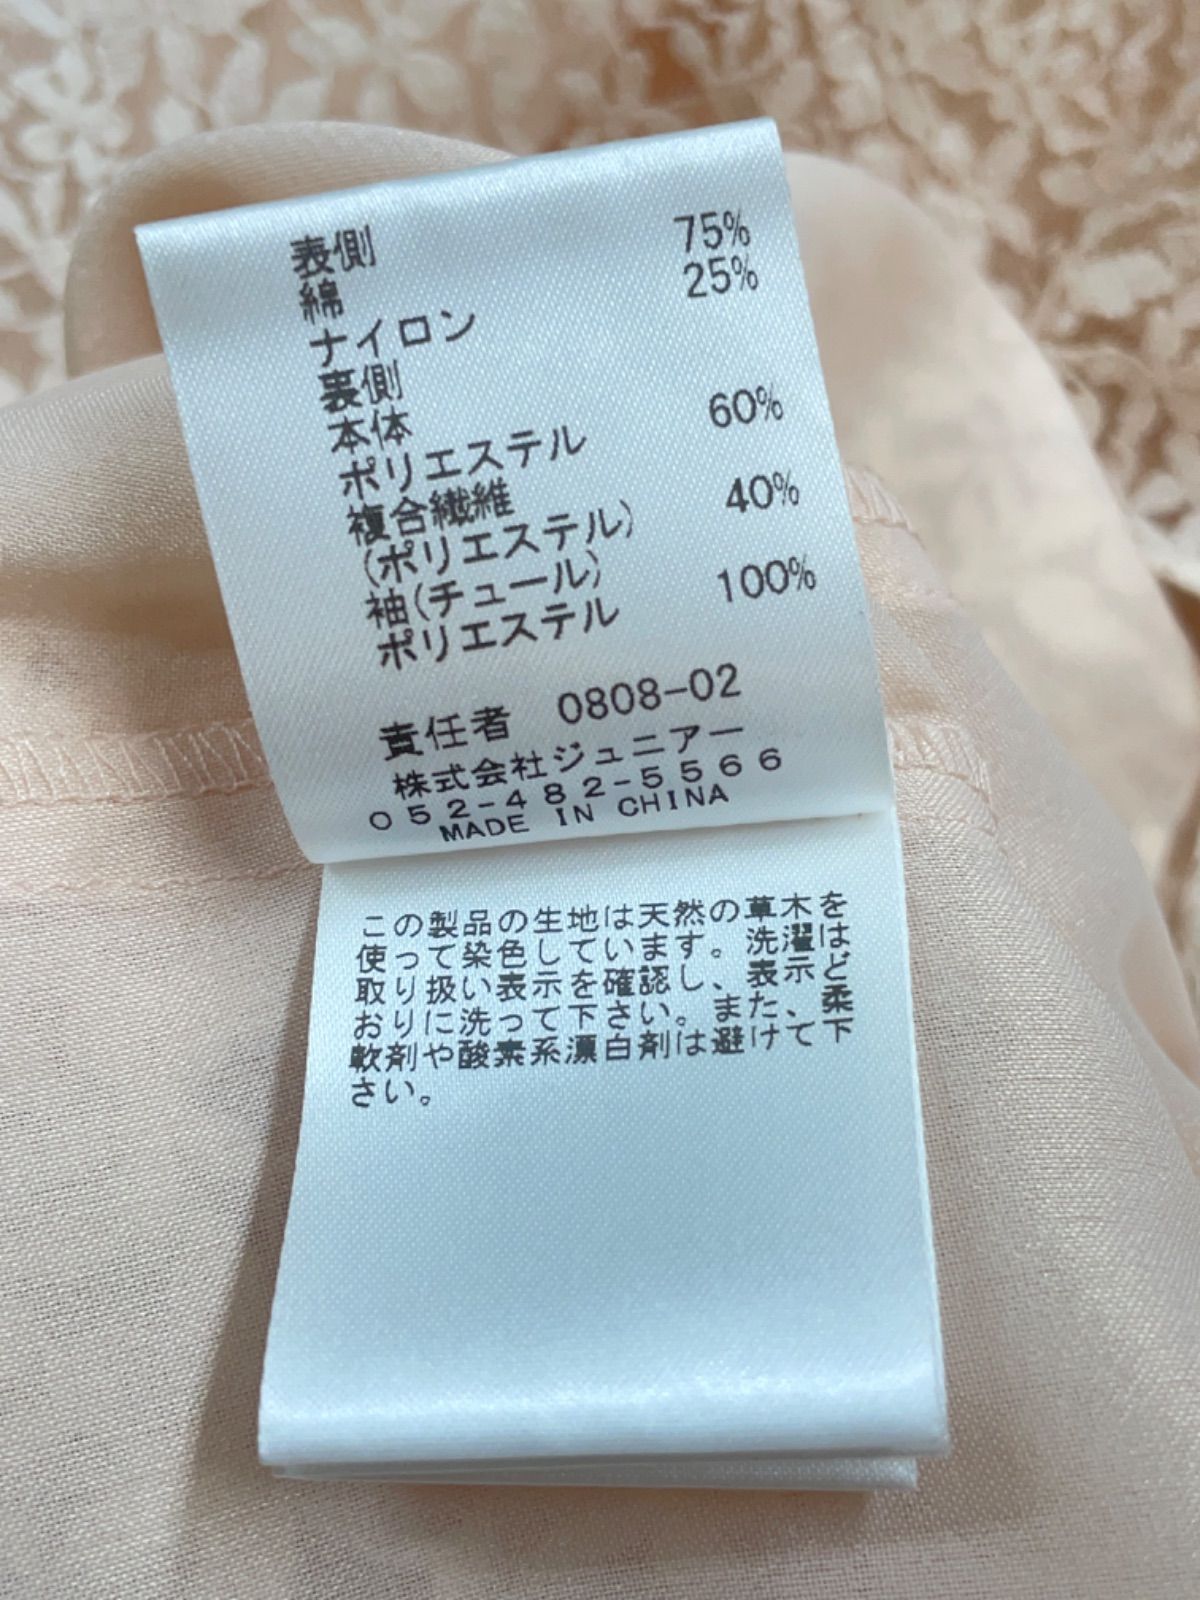 表側
綿 75%
ナイロン 25%
裏側
本体
ポリエステル 60%
複合繊維
(ポリエステル) 40%
袖(チュール)
ポリエステル 100%
責任者 0808-02
株式会社ジュニアー
052-482-5566
MADE IN CHINA
この製品の生地は天然の草木を
使って染色しています。洗濯は
取り扱い表示を確認し、表示ど
おりに洗って下さい。また、柔
軟剤や酸素系漂白剤は避けて下
さい。